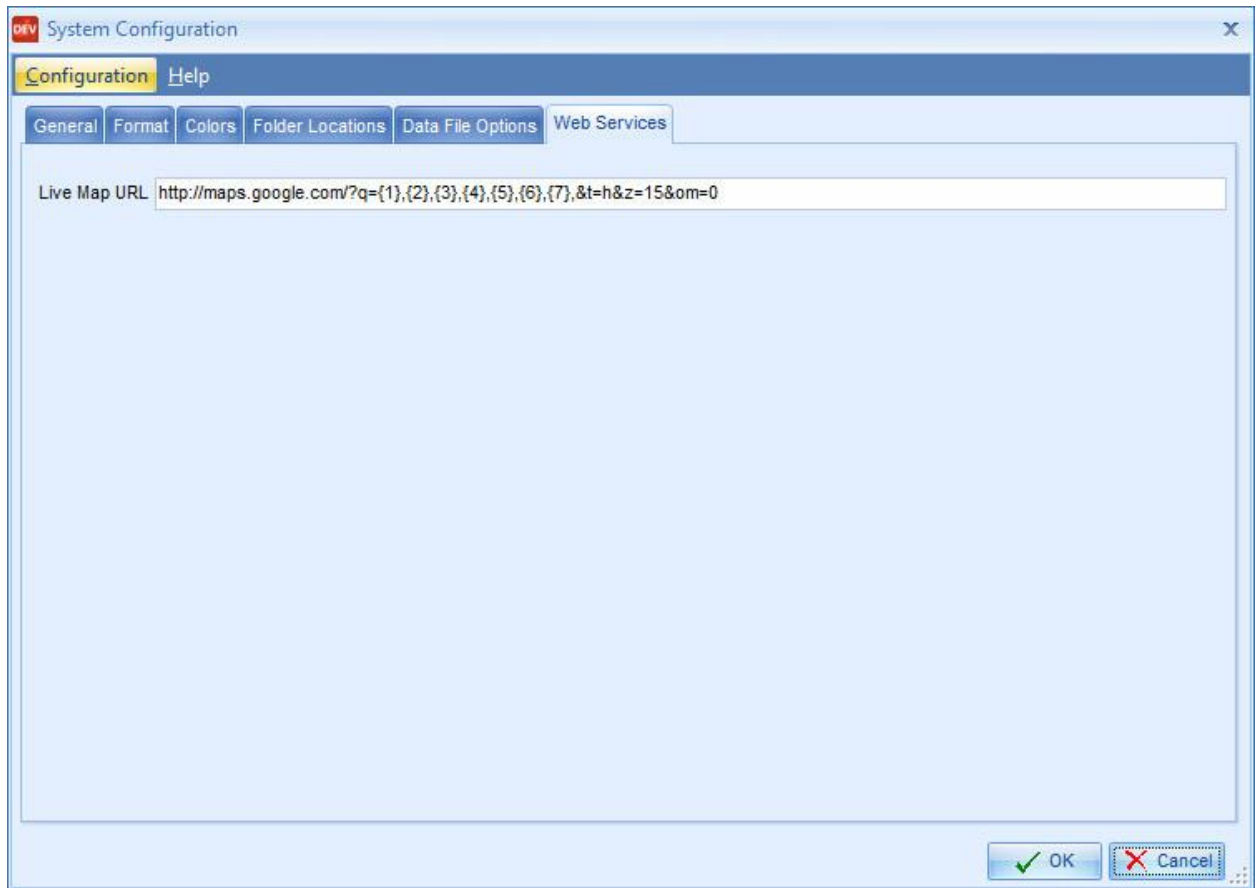 DEV System Configuration X
Configuration Help
General Format Colors Folder Locations Data File Options Web Services
Live Map URL http://maps.google.com/?q={1},{2},{3},{4},{5},{6},{7},&t=h&z=15&om=0
OK Cancel